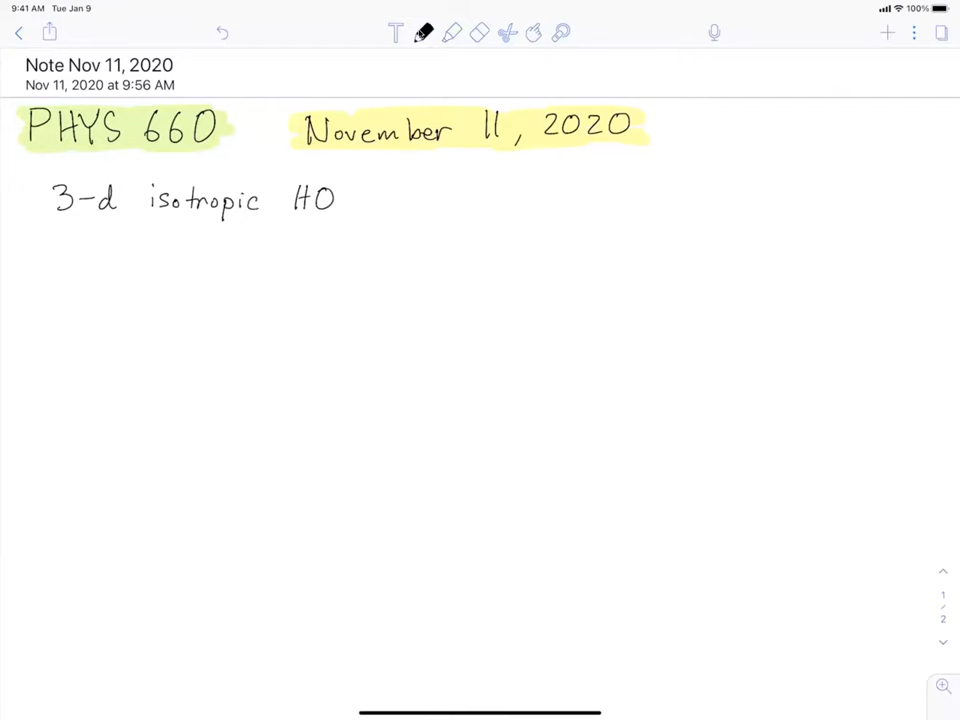 9:41 AM Tue Jan 9
100%
T
Note Nov 11, 2020
Nov 11, 2020 at 9:56 AM
PHYS 660 November 11, 2020
3-d isotropic HO
1
/
2